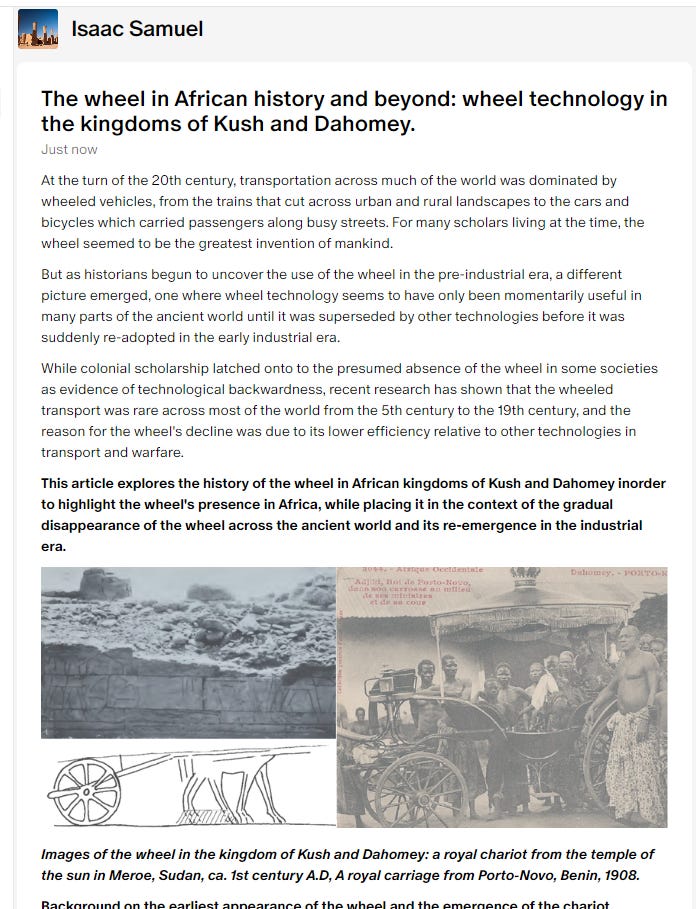 Isaac Samuel
The wheel in African history and beyond: wheel technology in
the kingdoms of Kush and Dahomey.
Just now
At the turn of the 20th century, transportation across much of the world was dominated by
wheeled vehicles, from the trains that cut across urban and rural landscapes to the cars and
bicycles which carried passengers along busy streets. For many scholars living at the time, the
wheel seemed to be the greatest invention of mankind.
But as historians begun to uncover the use of the wheel in the pre-industrial era, a different
picture emerged, one where wheel technology seems to have only been momentarily useful in
many parts of the ancient world until it was superseded by other technologies before it was
suddenly re-adopted in the early industrial era.
While colonial scholarship latched onto to the presumed absence of the wheel in some societies
as evidence of technological backwardness, recent research has shown that the wheeled
transport was rare across most of the world from the 5th century to the 19th century, and the
reason for the wheel's decline was due to its lower efficiency relative to other technologies in
transport and warfare.
This article explores the history of the wheel in African kingdoms of Kush and Dahomey inorder
to highlight the wheel's presence in Africa, while placing it in the context of the gradual
disappearance of the wheel across the ancient world and its re-emergence in the industrial
era.
Afrique Occidentale
Dahomey. - PORTO-N
Adjiki, Roi de Porto-Novo,
dans son carrosse au milieu
de ses ministres
et de sa cour
Images of the wheel in the kingdom of Kush and Dahomey: a royal chariot from the temple of
the sun in Meroe, Sudan, ca. 1st century A.D, A royal carriage from Porto-Novo, Benin, 1908.
Background on the earliest appearance of the wheel and the emergence of the chariot.